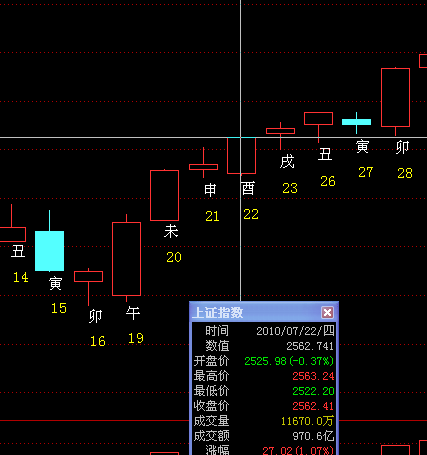 寅
卯
丑
戌
27
28
申
酉
26
23
21
22
未
丑
20
14
寅
15
卯
午
16
19
上证指数
时间 2010/07/22/四
数值 2562.741
开盘价 2525.98(-0.37%)
最高价 2563.24
最低价 2522.20
收盘价 2562.41
成交量 11670.0万
成交额 970.6亿
涨幅 27.02(1.07%)